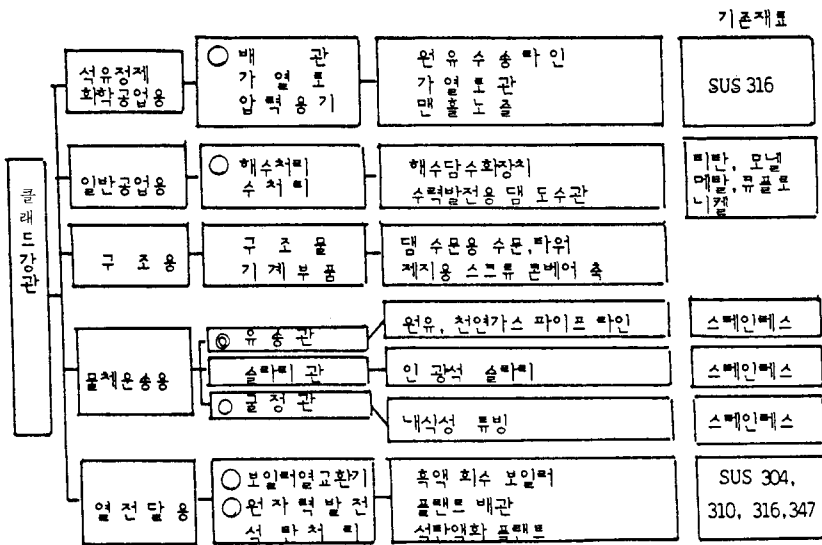 기존재료
석유정제
화학공업용
○ 배 관
가 열 로
압 력 용 기
원 유 수 송 라 인
가 열 로 관
맨 홀 노 즐
SUS 316
클래드강관
일반공업용
○ 해수처리
수 처 리
해수담수화장치
수력발전용 댐 도수관
티탄, 모넬
메탈,큐플로
니켈
구 조 용
구 조 물
기 계 부 품
댐 수문용 수문,타워
제지용 스크류 콘베어 축
물체운송용
◎ 유 송 관
원유, 천연가스 파이프 라인
스테인레스
슬라리 관
인 광석 슬라리
스테인레스
○ 유 정 관
내식성 튜빙
스테인레스
열 전 달 용
○ 보일러열교환기
○ 원 자 력 발 전
석 탄 처 리
흑액 회수 보일러
플랜트 배관
석탄액화 플랜트
SUS 304,
310, 316,347